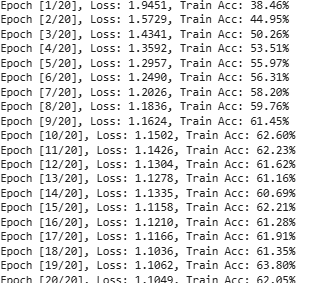 Epoch [1/20], Loss: 1.9451, Train Acc: 38.46%
Epoch [2/20], Loss: 1.5729, Train Acc: 44.95%
Epoch [3/20], Loss: 1.4341, Train Acc: 50.26%
Epoch [4/20], Loss: 1.3592, Train Acc: 53.51%
Epoch [5/20], Loss: 1.2957, Train Acc: 55.97%
Epoch [6/20], Loss: 1.2490, Train Acc: 56.31%
Epoch [7/20], Loss: 1.2026, Train Acc: 58.20%
Epoch [8/20], Loss: 1.1836, Train Acc: 59.76%
Epoch [9/20], Loss: 1.1624, Train Acc: 61.45%
Epoch [10/20], Loss: 1.1502, Train Acc: 62.60%
Epoch [11/20], Loss: 1.1426, Train Acc: 62.23%
Epoch [12/20], Loss: 1.1304, Train Acc: 61.62%
Epoch [13/20], Loss: 1.1278, Train Acc: 61.16%
Epoch [14/20], Loss: 1.1335, Train Acc: 60.69%
Epoch [15/20], Loss: 1.1158, Train Acc: 62.21%
Epoch [16/20], Loss: 1.1210, Train Acc: 61.28%
Epoch [17/20], Loss: 1.1166, Train Acc: 61.91%
Epoch [18/20], Loss: 1.1036, Train Acc: 61.35%
Epoch [19/20], Loss: 1.1062, Train Acc: 63.80%
Epoch [20/20], Loss: 1.1049, Train Acc: 62.05%